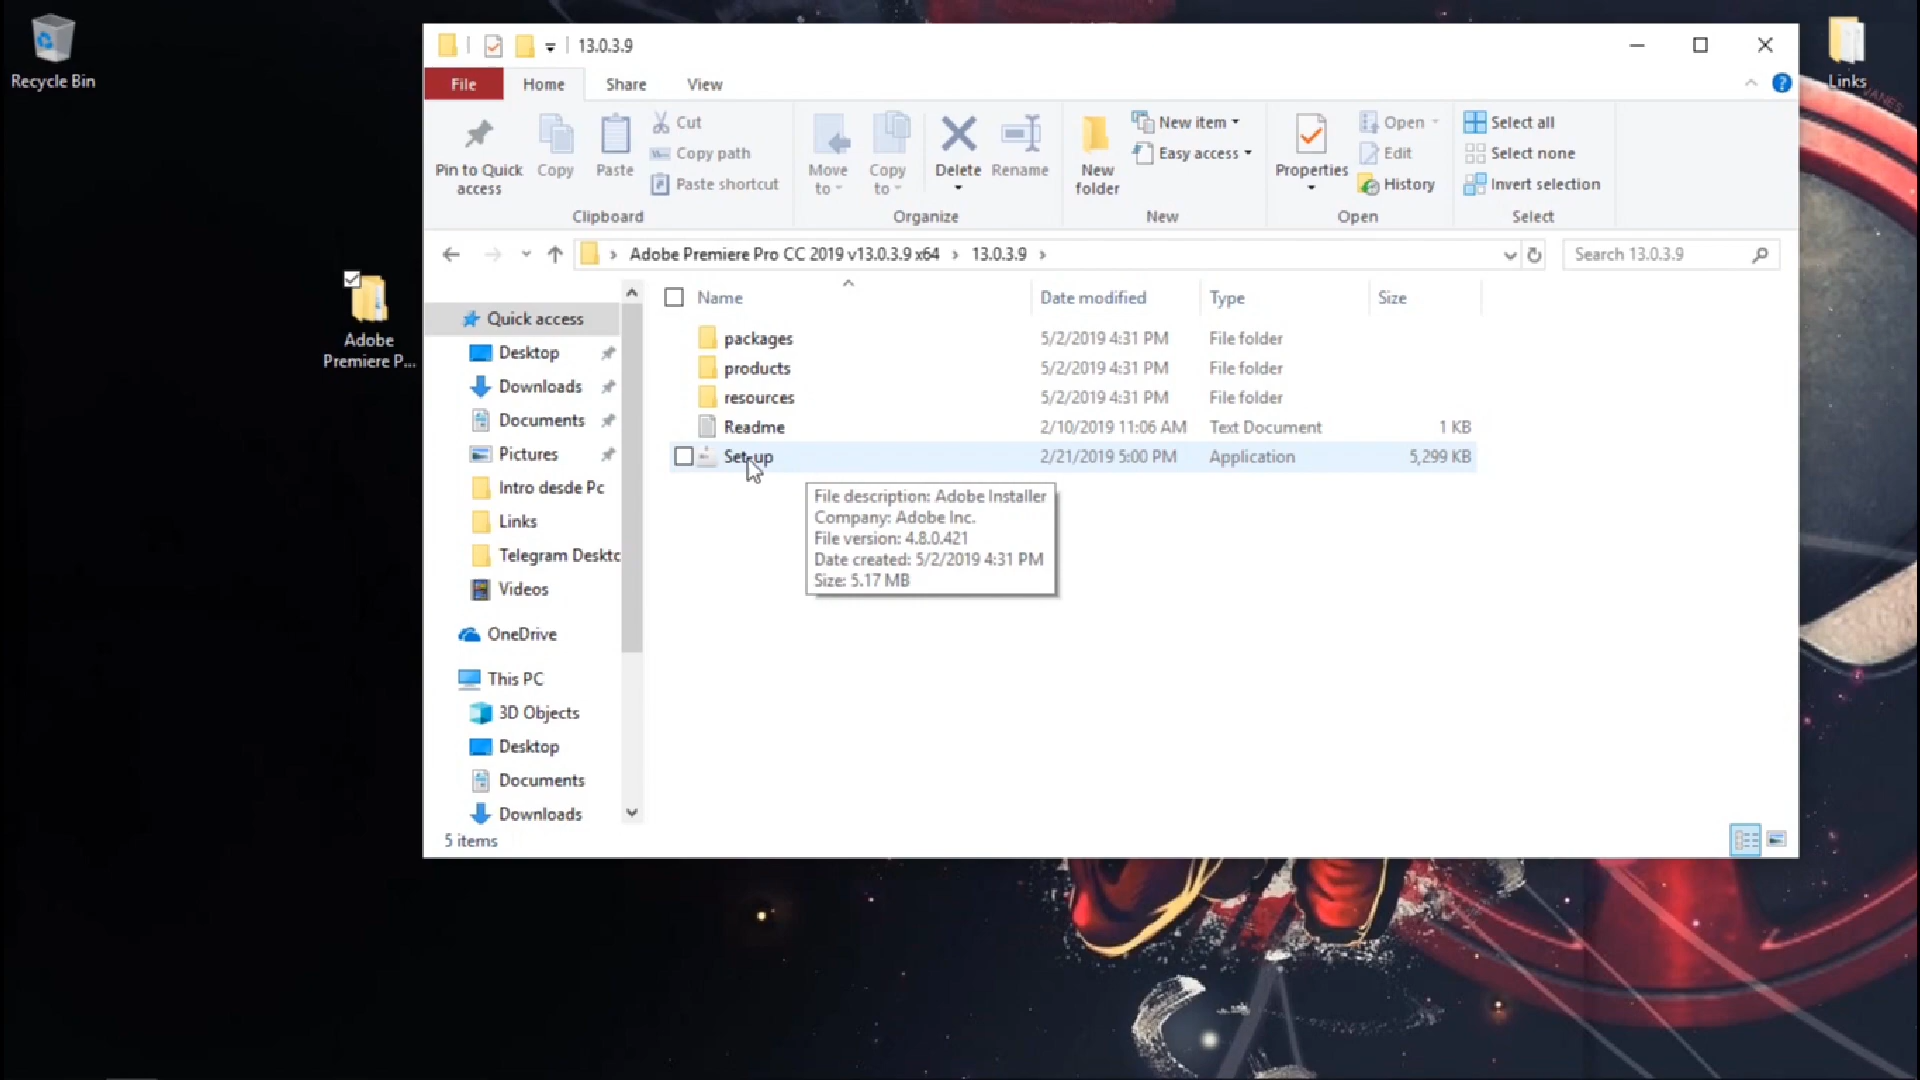 Recycle Bin
Links
Adobe
Premiere P...
13.0.3.9
File
Home
Share
View
Pin to Quick
access
Copy
Paste
Cut
Copy path
Paste shortcut
Clipboard
Move
to
Copy
to
Delete
Rename
Organize
New
folder
New item
Easy access
New
Properties
Open
Edit
History
Open
Select all
Select none
Invert selection
Select
Adobe Premiere Pro CC 2019 v13.0.3.9 x64 › 13.0.3.9 ›
Search 13.0.3.9
Quick access
Desktop
Downloads
Documents
Pictures
Intro desde Pc
Links
Telegram Deskto
Videos
OneDrive
This PC
3D Objects
Desktop
Documents
Downloads
Name Date modified Type Size
packages 5/2/2019 4:31 PM File folder
products 5/2/2019 4:31 PM File folder
resources 5/2/2019 4:31 PM File folder
Readme 2/10/2019 11:06 AM Text Document 1 KB
Set-up 2/21/2019 5:00 PM Application 5,299 KB
File description: Adobe Installer
Company: Adobe Inc.
File version: 4.8.0.421
Date created: 5/2/2019 4:31 PM
Size: 5.17 MB
5 items